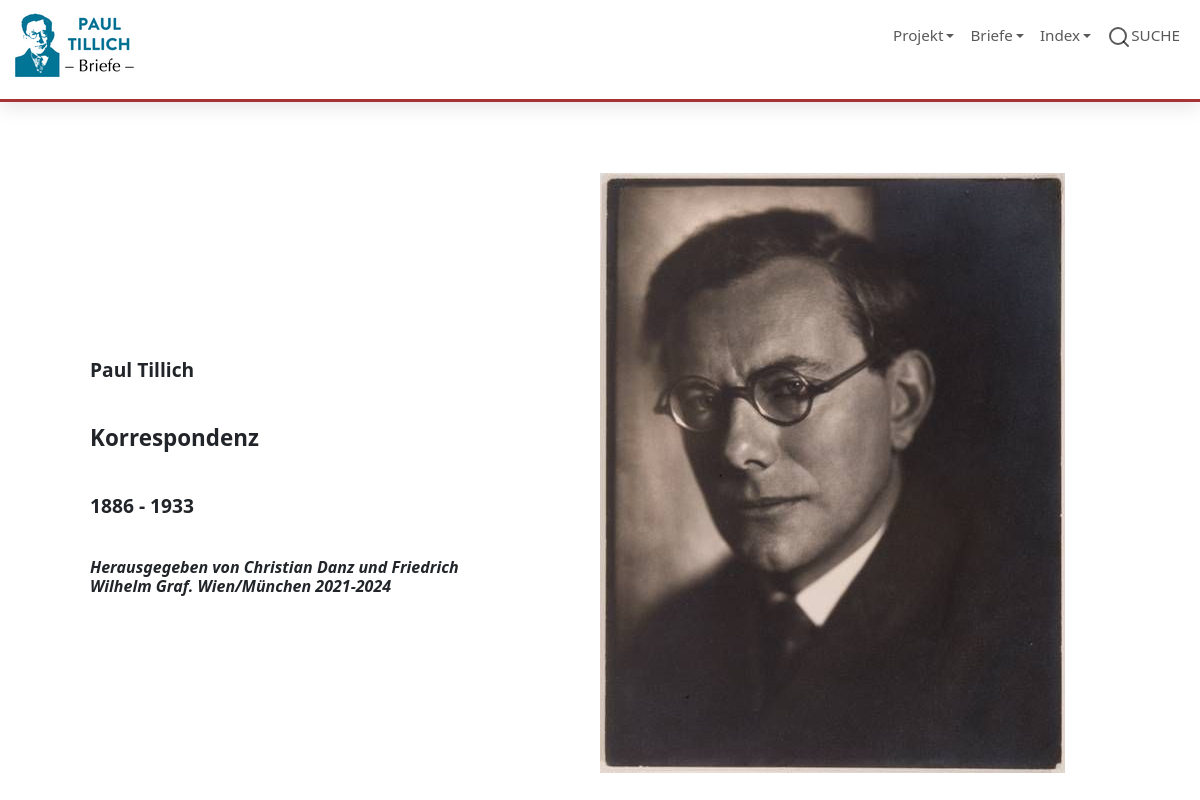 PAUL
TILLICH
– Briefe –
Projekt
Briefe
Index
SUCHE
Paul Tillich
Korrespondenz
1886 - 1933
Herausgegeben von Christian Danz und Friedrich
Wilhelm Graf. Wien/München 2021-2024